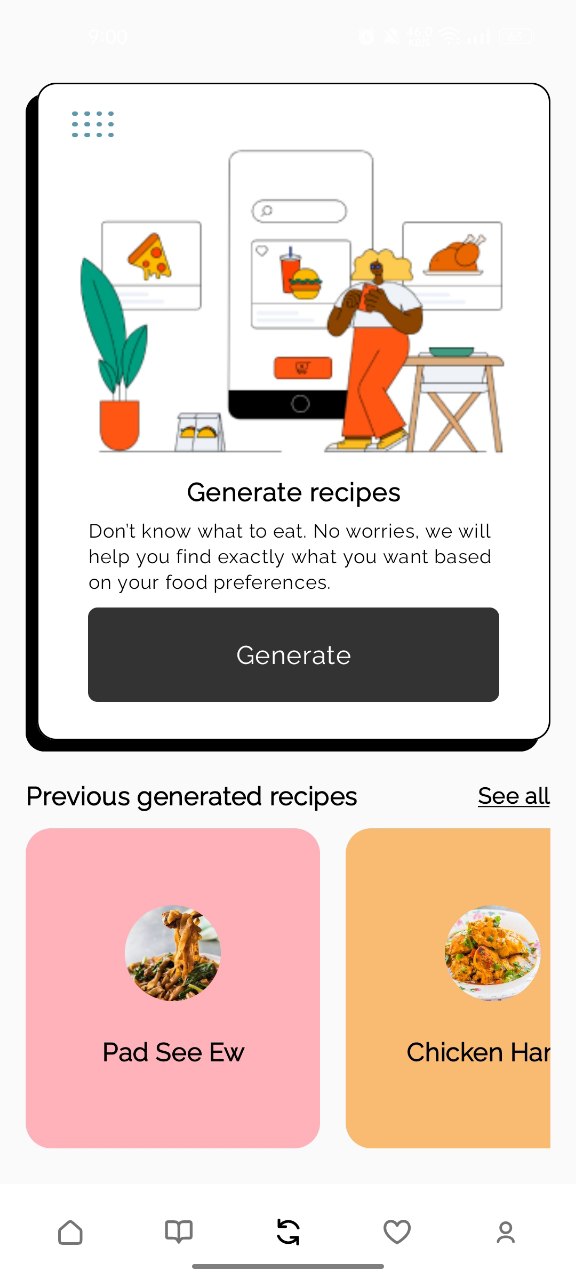 9:00
Generate recipes
Don't know what to eat. No worries, we will
help you find exactly what you want based
on your food preferences.
Generate
Previous generated recipes
See all
Pad See Ew
Chicken Har